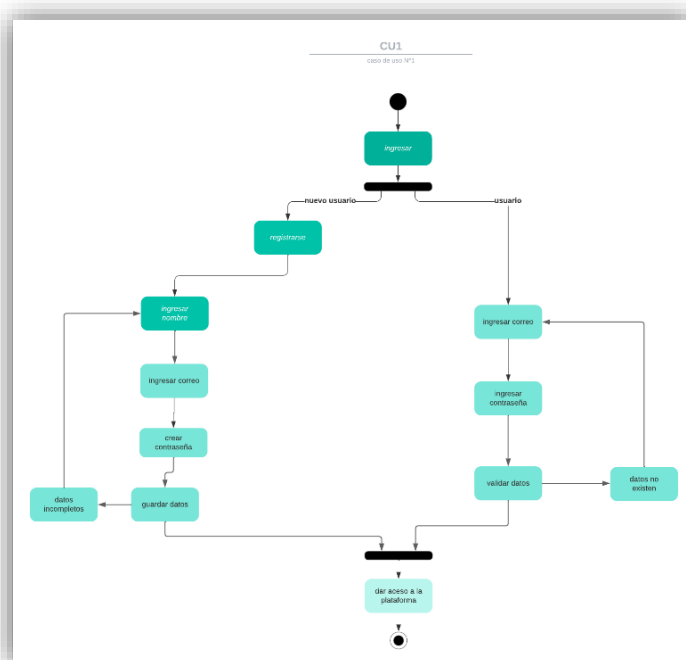 CU1
caso de uso Nº1
ingresar
nuevo usuario
usuario
registrarse
ingresar
nombre
ingresar correo
ingresar correo
ingresar
contraseña
crear
contraseña
datos
incompletos
guardar datos
validar datos
datos no
existen
dar aceso a la
plataforma